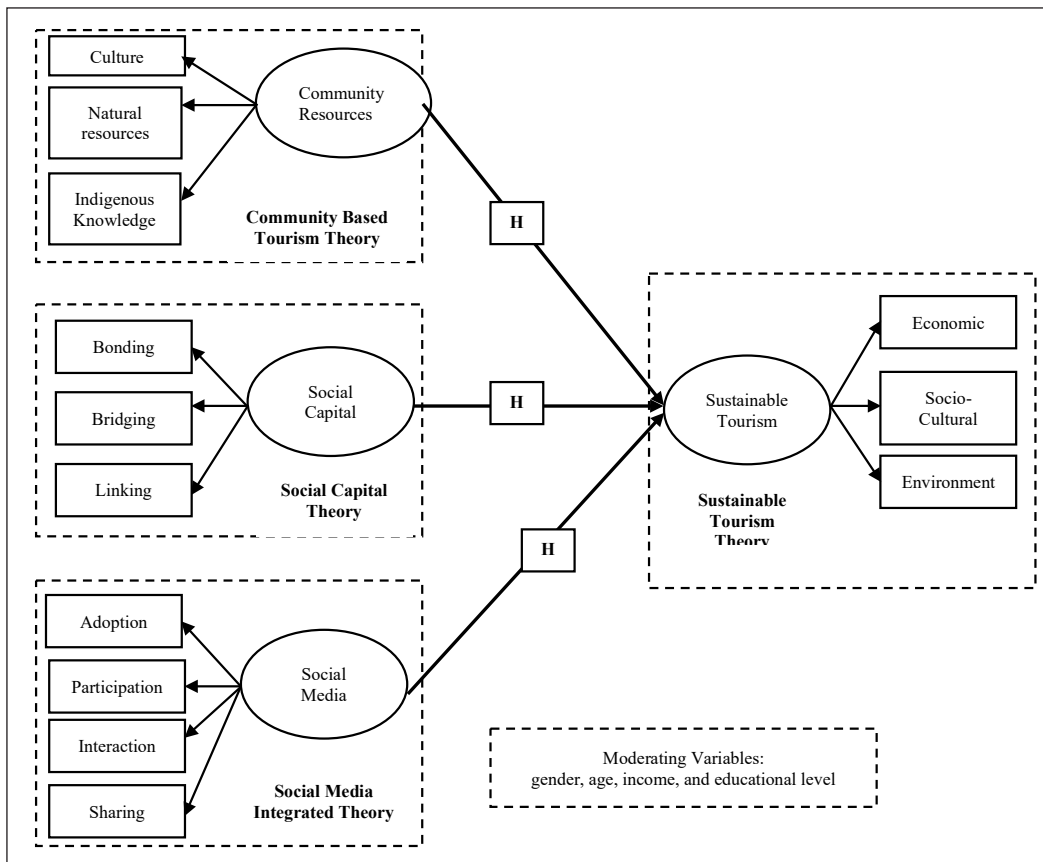 Culture
Natural
resources
Indigenous
Knowledge
Community
Resources
Community Based
Tourism Theory
H
Bonding
Bridging
Linking
Social
Capital
Social Capital
Theory
H
Adoption
Participation
Interaction
Sharing
Social
Media
Social Media
Integrated Theory
H
Sustainable
Tourism
Economic
Socio-
Cultural
Environment
Sustainable
Tourism
Theory
Moderating Variables:
gender, age, income, and educational level